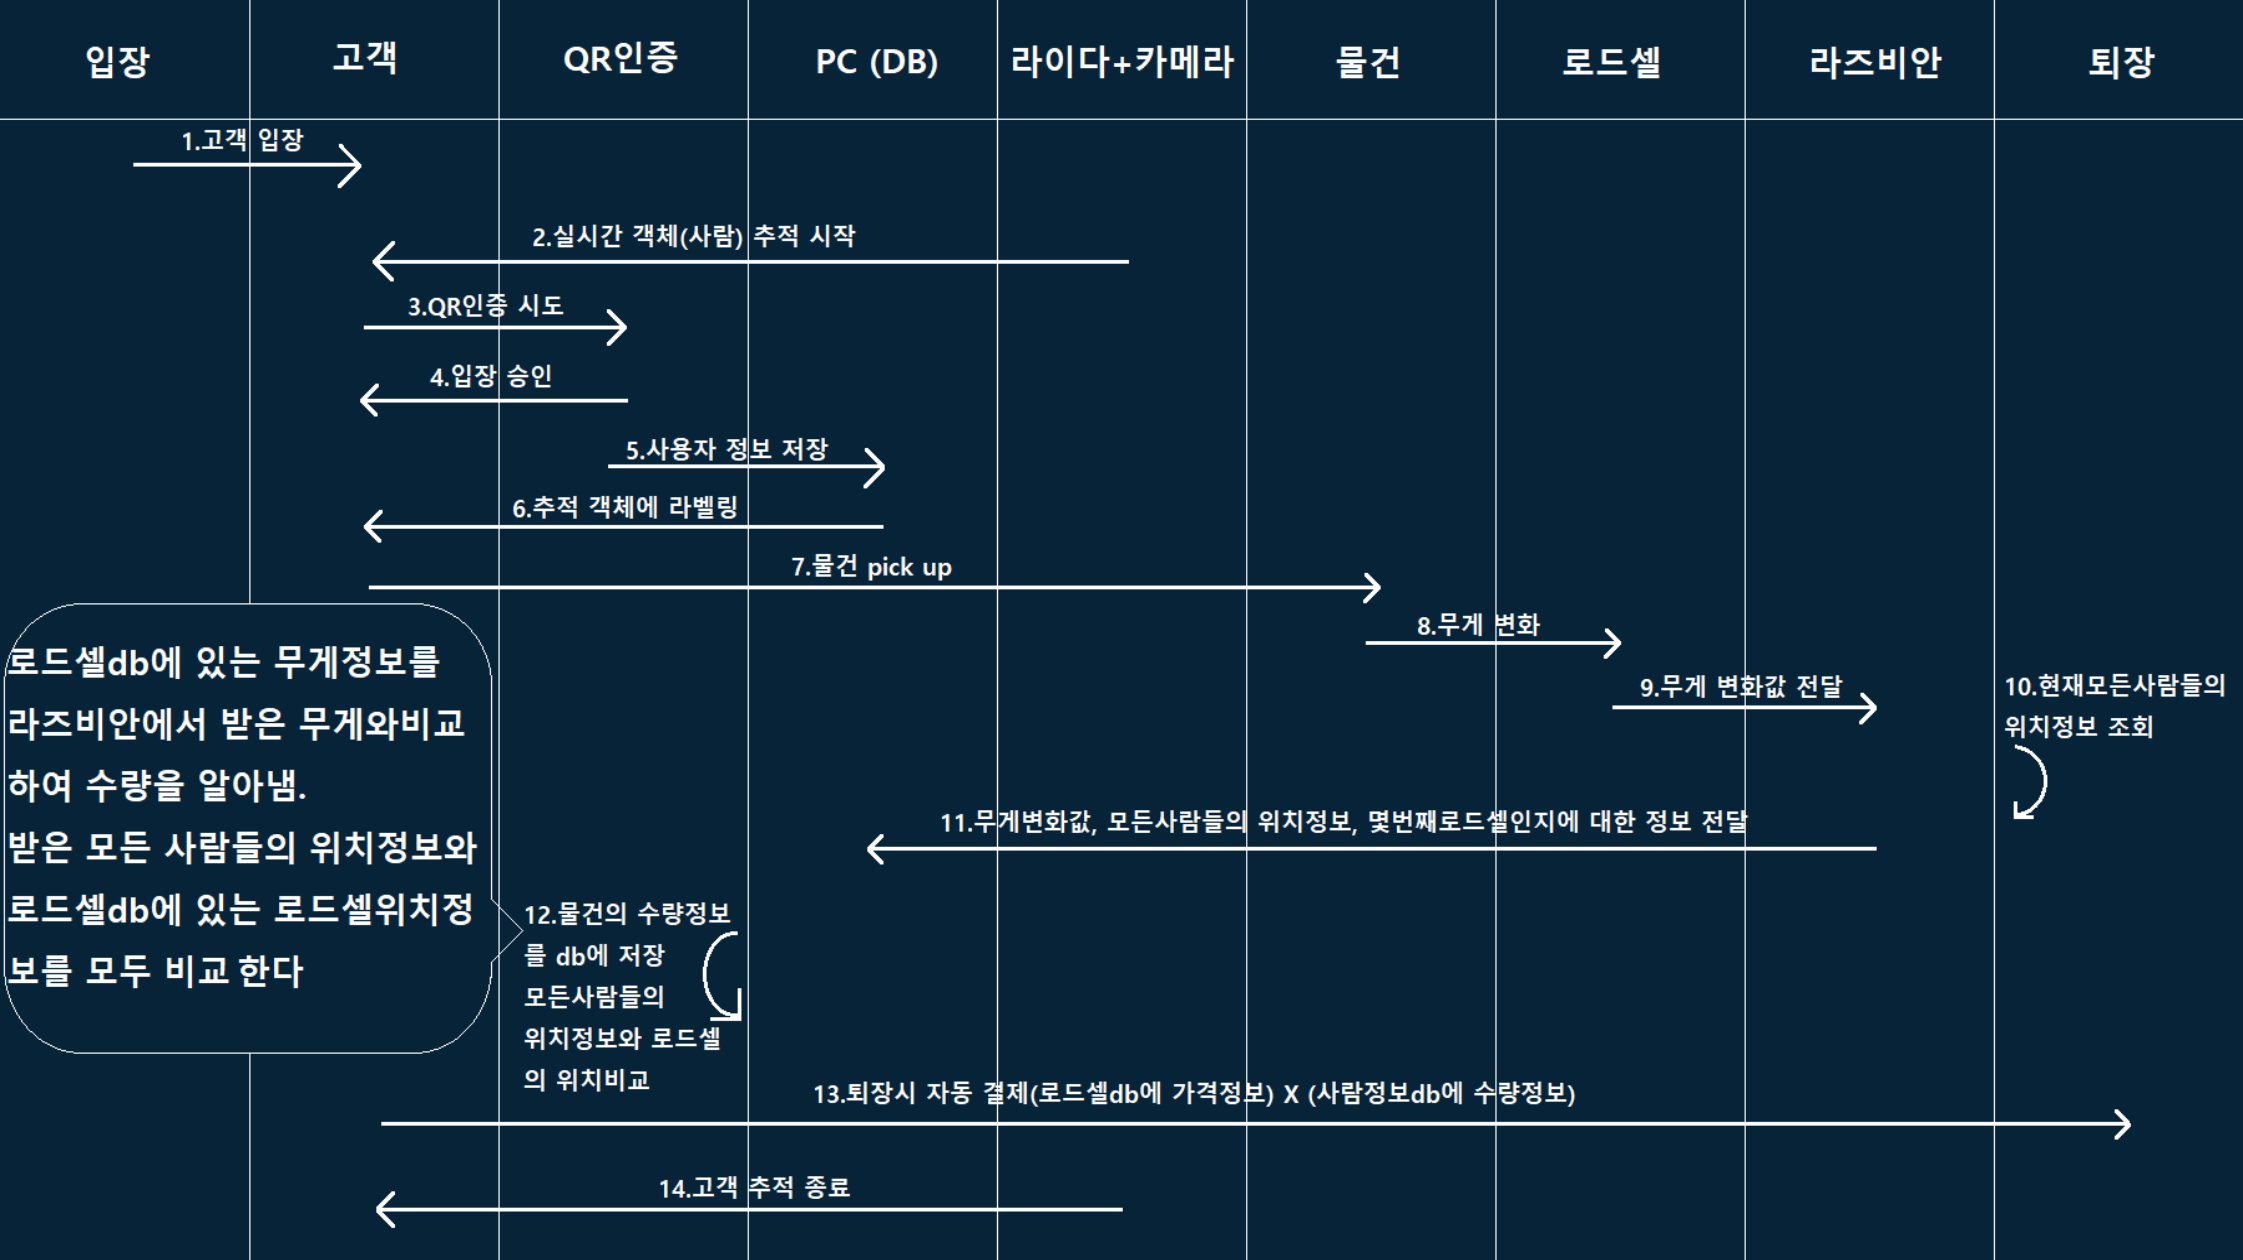 입장
고객
QR인증
PC (DB)
라이다+카메라
물건
로드셀
라즈비안
퇴장
1.고객 입장
2.실시간 객체(사람) 추적 시작
3.QR인증 시도
4.입장 승인
5.사용자 정보 저장
6.추적 객체에 라벨링
7.물건 pick up
8.무게 변화
9.무게 변화값 전달
10.현재모든사람들의
위치정보 조회
11.무게변화값, 모든사람들의 위치정보, 몇번째로드셀인지에 대한 정보 전달
로드셀db에 있는 무게정보를
라즈비안에서 받은 무게와비교
하여 수량을 알아냄.
받은 모든 사람들의 위치정보와
로드셀db에 있는 로드셀위치정
보를 모두 비교 한다
12.물건의 수량정보
를 db에 저장
모든사람들의
위치정보와 로드셀
의 위치비교
13.퇴장시 자동 결제(로드셀db에 가격정보) X (사람정보db에 수량정보)
14.고객 추적 종료